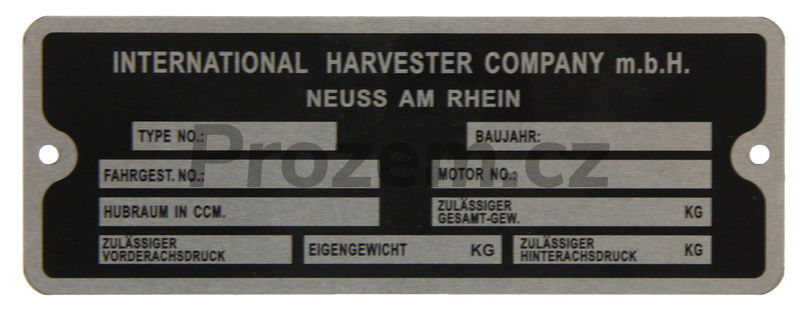 INTERNATIONAL HARVESTER COMPANY m.b.H.
NEUSS AM RHEIN
TYPE NO.: BAUJAHR:
Prozem.cz
FAHRGEST. NO.: MOTOR NO.:
HUBRAUM IN CCM. ZULÄSSIGER GESAMT-GEW. KG
ZULÄSSIGER VORDERACHSDRUCK EIGENGEWICHT KG ZULÄSSIGER HINTERACHSDRUCK KG